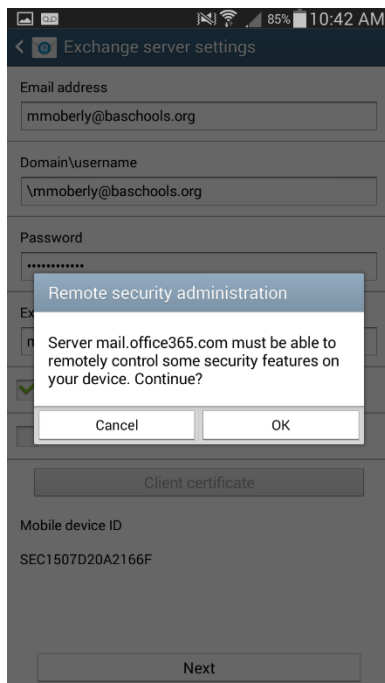 85% 10:42 AM
Exchange server settings
Email address
mmoberly@baschools.org
Domain\username
\mmoberly@baschools.org
Password
••••••••••••
Remote security administration
Ex
Server mail.office365.com must be able to
remotely control some security features on
your device. Continue?
Cancel OK
Client certificate
Mobile device ID
SEC1507D20A2166F
Next